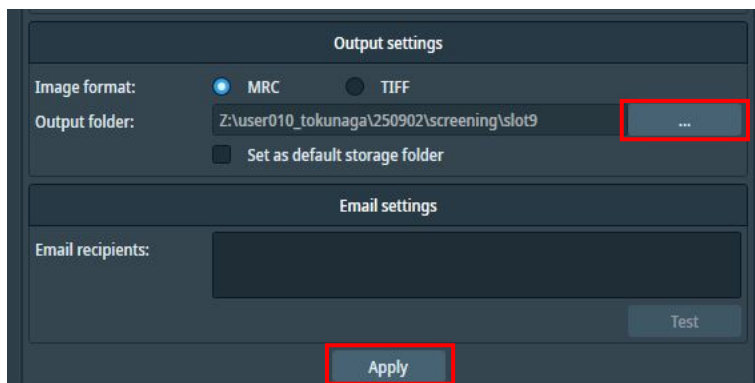 Output settings
Image format: MRC TIFF
Output folder: Z:\user010_tokunaga\250902\screening\slot9 ...
Set as default storage folder
Email settings
Email recipients:
Test
Apply